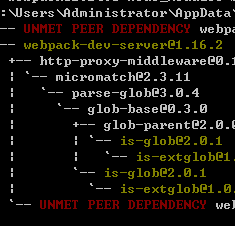 :\Users\Administrator\AppData\
-- UNMET PEER DEPENDENCY webpa
-- webpack-dev-server@1.16.2
+-- http-proxy-middleware@0.1
| `-- micromatch@2.3.11
|   `-- parse-glob@3.0.4
|     `-- glob-base@0.3.0
|       +-- glob-parent@2.0.0
|       | `-- is-glob@2.0.1
|       |   `-- is-extglob@1.0
|       `-- is-glob@2.0.1
|         `-- is-extglob@1.0.
`-- UNMET PEER DEPENDENCY web